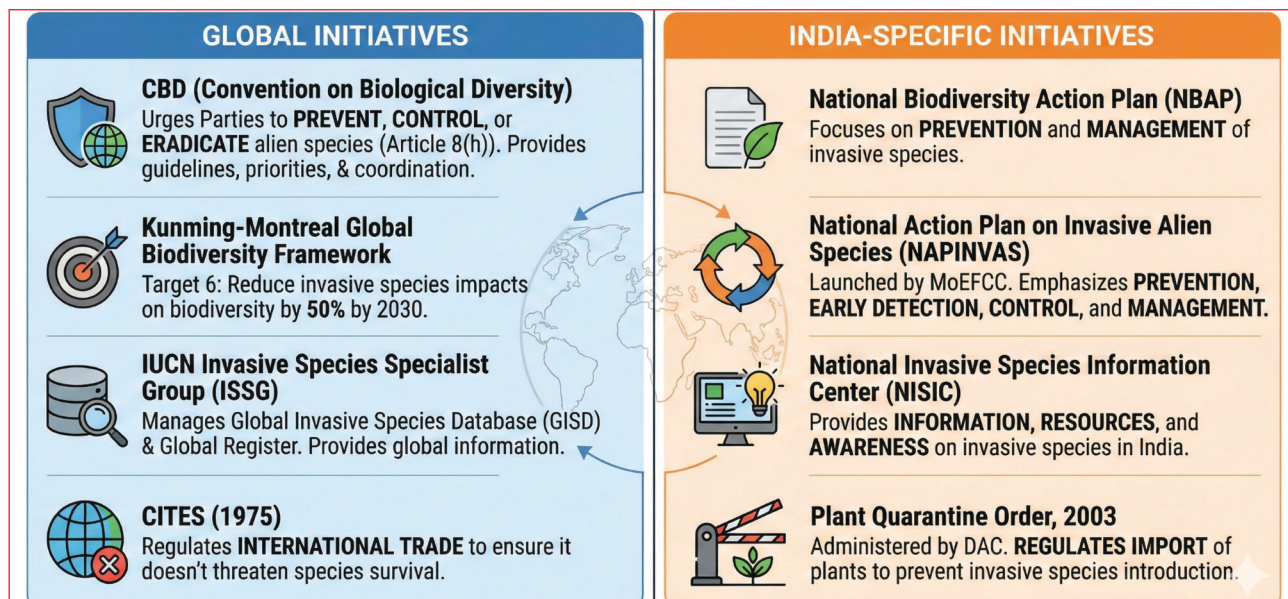 GLOBAL INITIATIVES
CBD (Convention on Biological Diversity)
Urges Parties to PREVENT, CONTROL, or
ERADICATE alien species (Article 8(h)). Provides
guidelines, priorities, & coordination.
Kunming-Montreal Global
Biodiversity Framework
Target 6: Reduce invasive species impacts
on biodiversity by 50% by 2030.
IUCN Invasive Species Specialist
Group (ISSG)
Manages Global Invasive Species Database (GISD)
& Global Register. Provides global information.
CITES (1975)
Regulates INTERNATIONAL TRADE to ensure it
doesn't threaten species survival.
INDIA-SPECIFIC INITIATIVES
National Biodiversity Action Plan (NBAP)
Focuses on PREVENTION and MANAGEMENT of
invasive species.
National Action Plan on Invasive Alien
Species (NAPINVAS)
Launched by MoEFCC. Emphasizes PREVENTION,
EARLY DETECTION, CONTROL, and MANAGEMENT.
National Invasive Species Information
Center (NISIC)
Provides INFORMATION, RESOURCES, and
AWARENESS on invasive species in India.
Plant Quarantine Order, 2003
Administered by DAC. REGULATES IMPORT of
plants to prevent invasive species introduction.